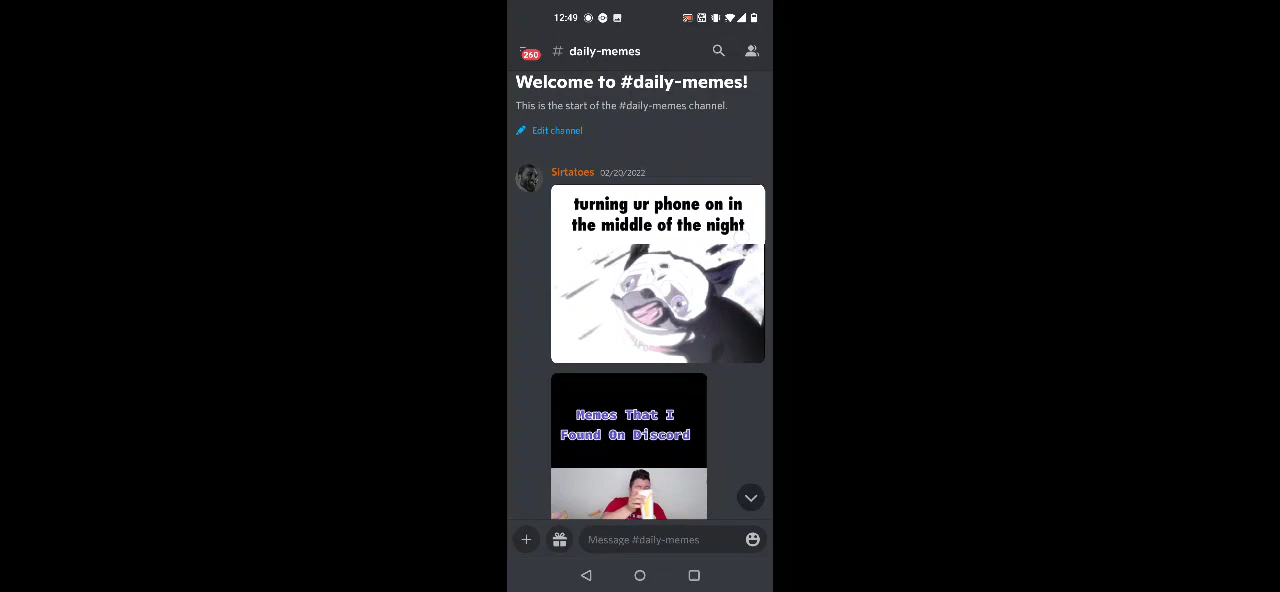 12:49
260
# daily-memes
Welcome to #daily-memes!
This is the start of the #daily-memes channel.
Edit channel
Sirtatoes 02/20/2022
turning ur phone on in
the middle of the night
Memes That I
Found On Discord
Message #daily-memes